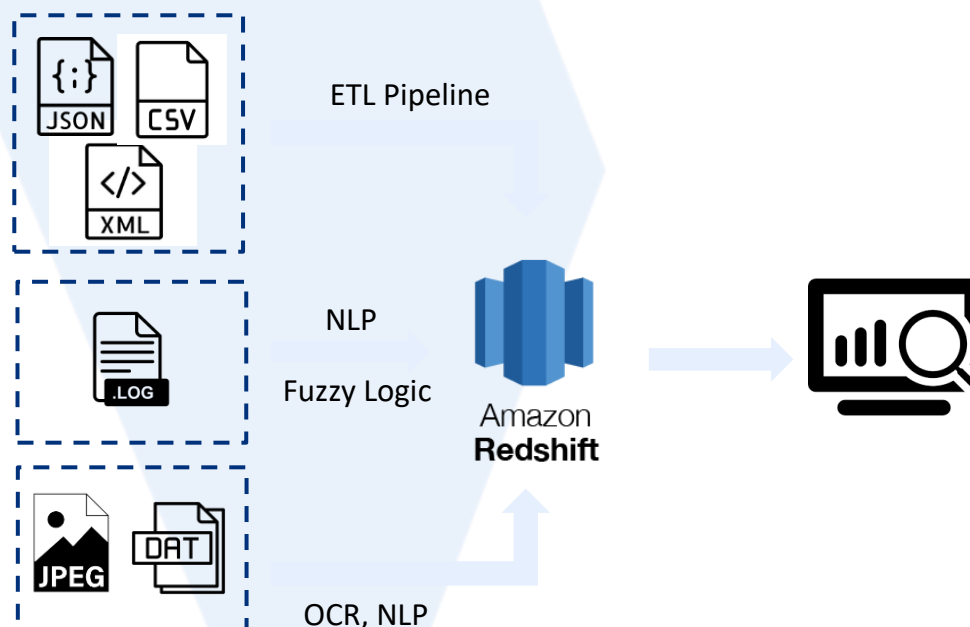 {;}
JSON
CSV
</>
XML
ETL Pipeline
.LOG
NLP
Fuzzy Logic
Amazon
Redshift
JPEG
DAT
OCR, NLP